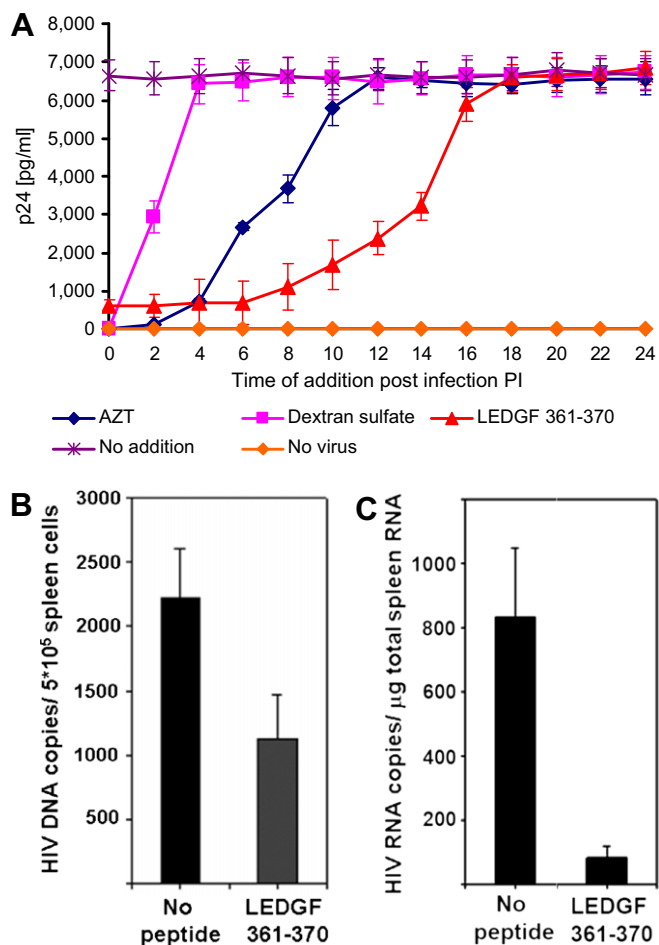 A
p24 [pg/ml]
7,000
6,000
5,000
4,000
3,000
2,000
1,000
0
0 2 4 6 8 10 12 14 16 18 20 22 24
Time of addition post infection PI
AZT Dextran sulfate LEDGF 361-370
No addition No virus
B
HIV DNA copies/ 5*10⁵ spleen cells
3000
2500
2000
1500
1000
500
No peptide
LEDGF 361-370
C
HIV RNA copies/ µg total spleen RNA
1000
800
600
400
200
No peptide
LEDGF 361-370